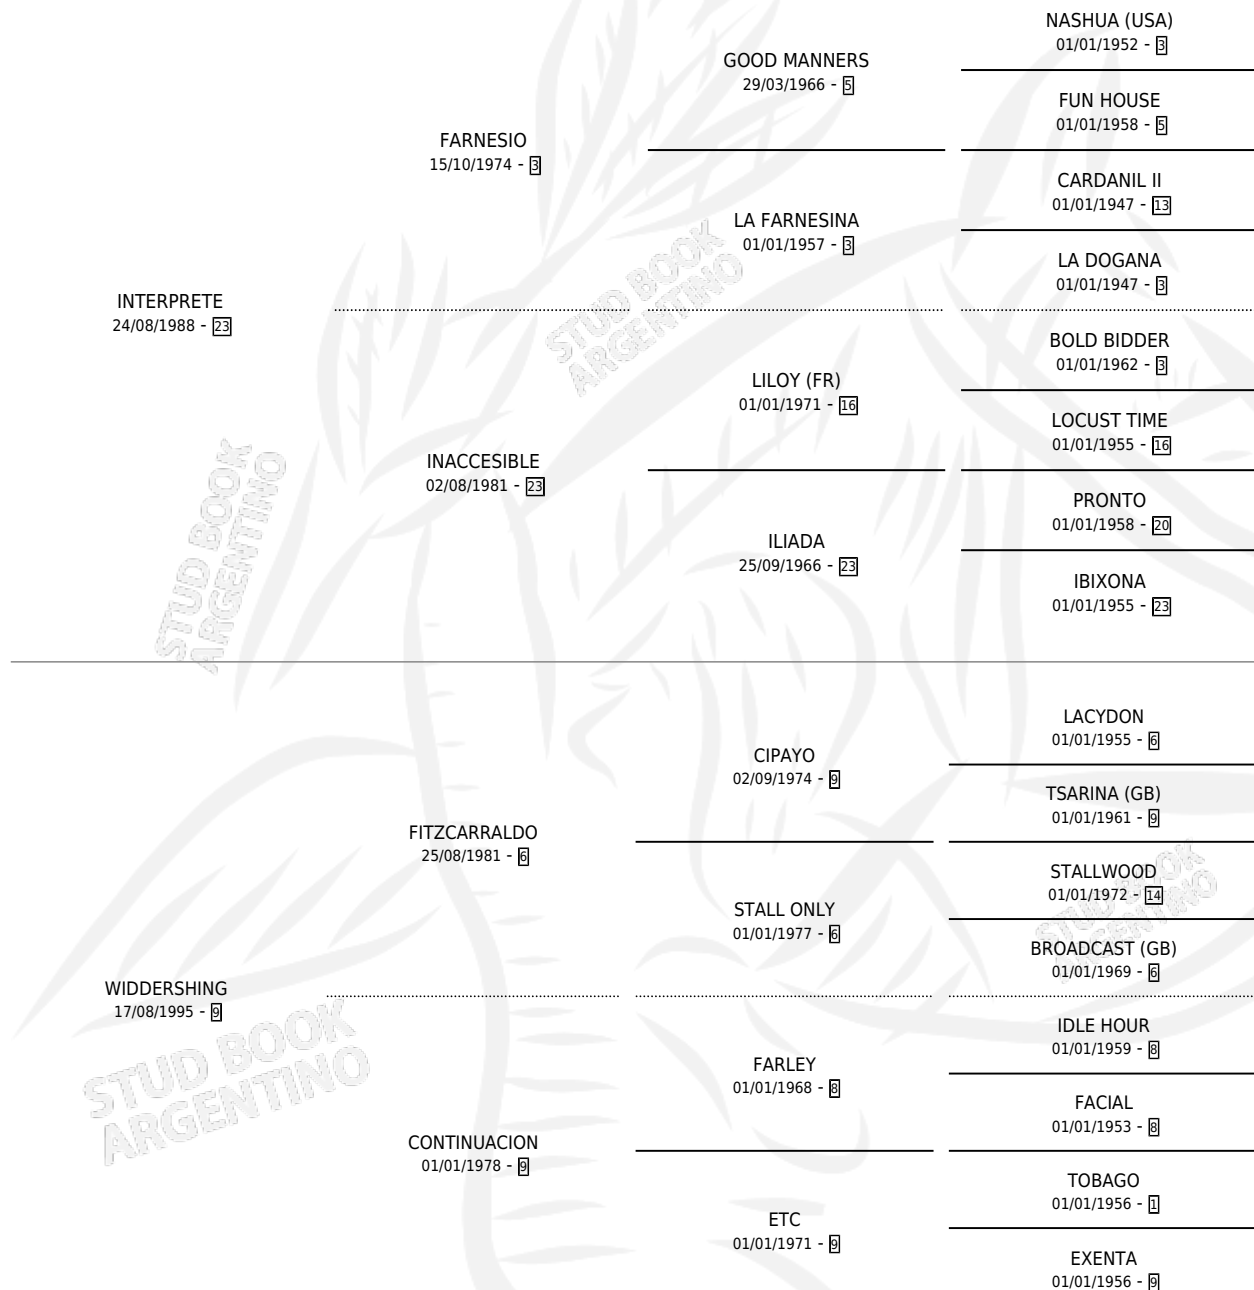 NASHUA (USA)
01/01/1952 - 3
GOOD MANNERS
29/03/1966 - 5
FUN HOUSE
01/01/1958 - 5
FARNESIO
15/10/1974 - 3
CARDANIL II
01/01/1947 - 13
LA FARNESINA
01/01/1957 - 3
LA DOGANA
01/01/1947 - 3
INTERPRETE
24/08/1988 - 23
BOLD BIDDER
01/01/1962 - 3
LILOY (FR)
01/01/1971 - 16
LOCUST TIME
01/01/1955 - 16
INACCESIBLE
02/08/1981 - 23
PRONTO
01/01/1958 - 20
ILIADA
25/09/1966 - 23
IBIXONA
01/01/1955 - 23
STUD BOOK
ARGENTINO
STUD BOOK
ARGENTINO
LACYDON
01/01/1955 - 6
CIPAYO
02/09/1974 - 9
TSARINA (GB)
01/01/1961 - 9
FITZCARRALDO
25/08/1981 - 6
STALLWOOD
01/01/1972 - 14
STALL ONLY
01/01/1977 - 6
BROADCAST (GB)
01/01/1969 - 6
WIDDERSHING
17/08/1995 - 9
IDLE HOUR
01/01/1959 - 8
FARLEY
01/01/1968 - 8
FACIAL
01/01/1953 - 8
CONTINUACION
01/01/1978 - 9
TOBAGO
01/01/1956 - 1
ETC
01/01/1971 - 9
EXENTA
01/01/1956 - 9
STUD BOOK
ARGENTINO
STUD BOOK
ARGENTINO